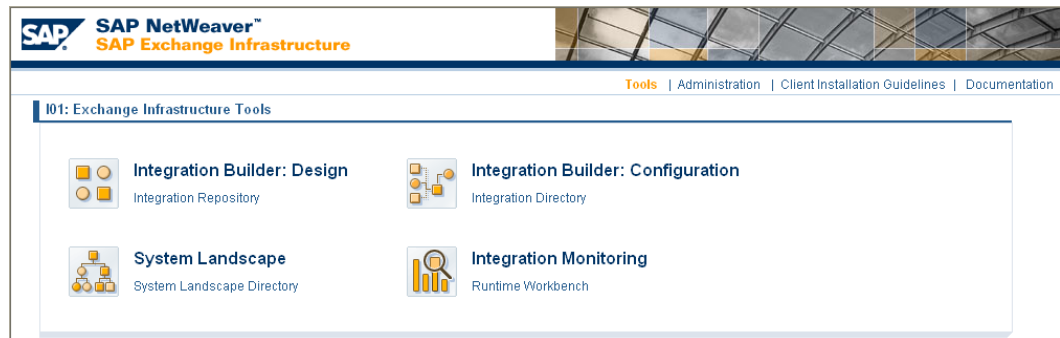 SAP
SAP NetWeaver™
SAP Exchange Infrastructure
Tools | Administration | Client Installation Guidelines | Documentation
I01: Exchange Infrastructure Tools
Integration Builder: Design
Integration Repository
Integration Builder: Configuration
Integration Directory
System Landscape
System Landscape Directory
Integration Monitoring
Runtime Workbench